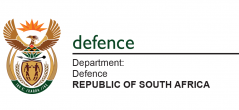 defence
Department:
Defence
REPUBLIC OF SOUTH AFRICA